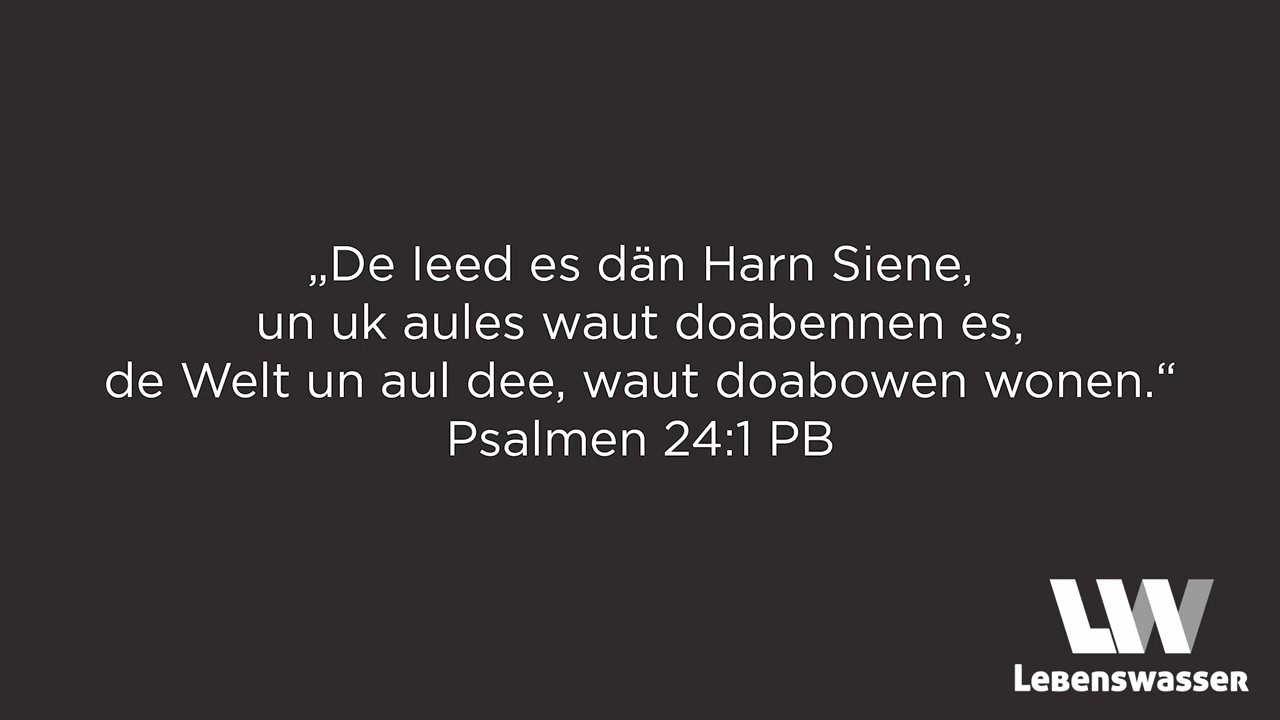 „De Ieed es dän Harn Siene,
un uk aules waut doabennen es,
de Welt un aul dee, waut doabowen wonen.“
Psalmen 24:1 PB
LW
Lebenswasser